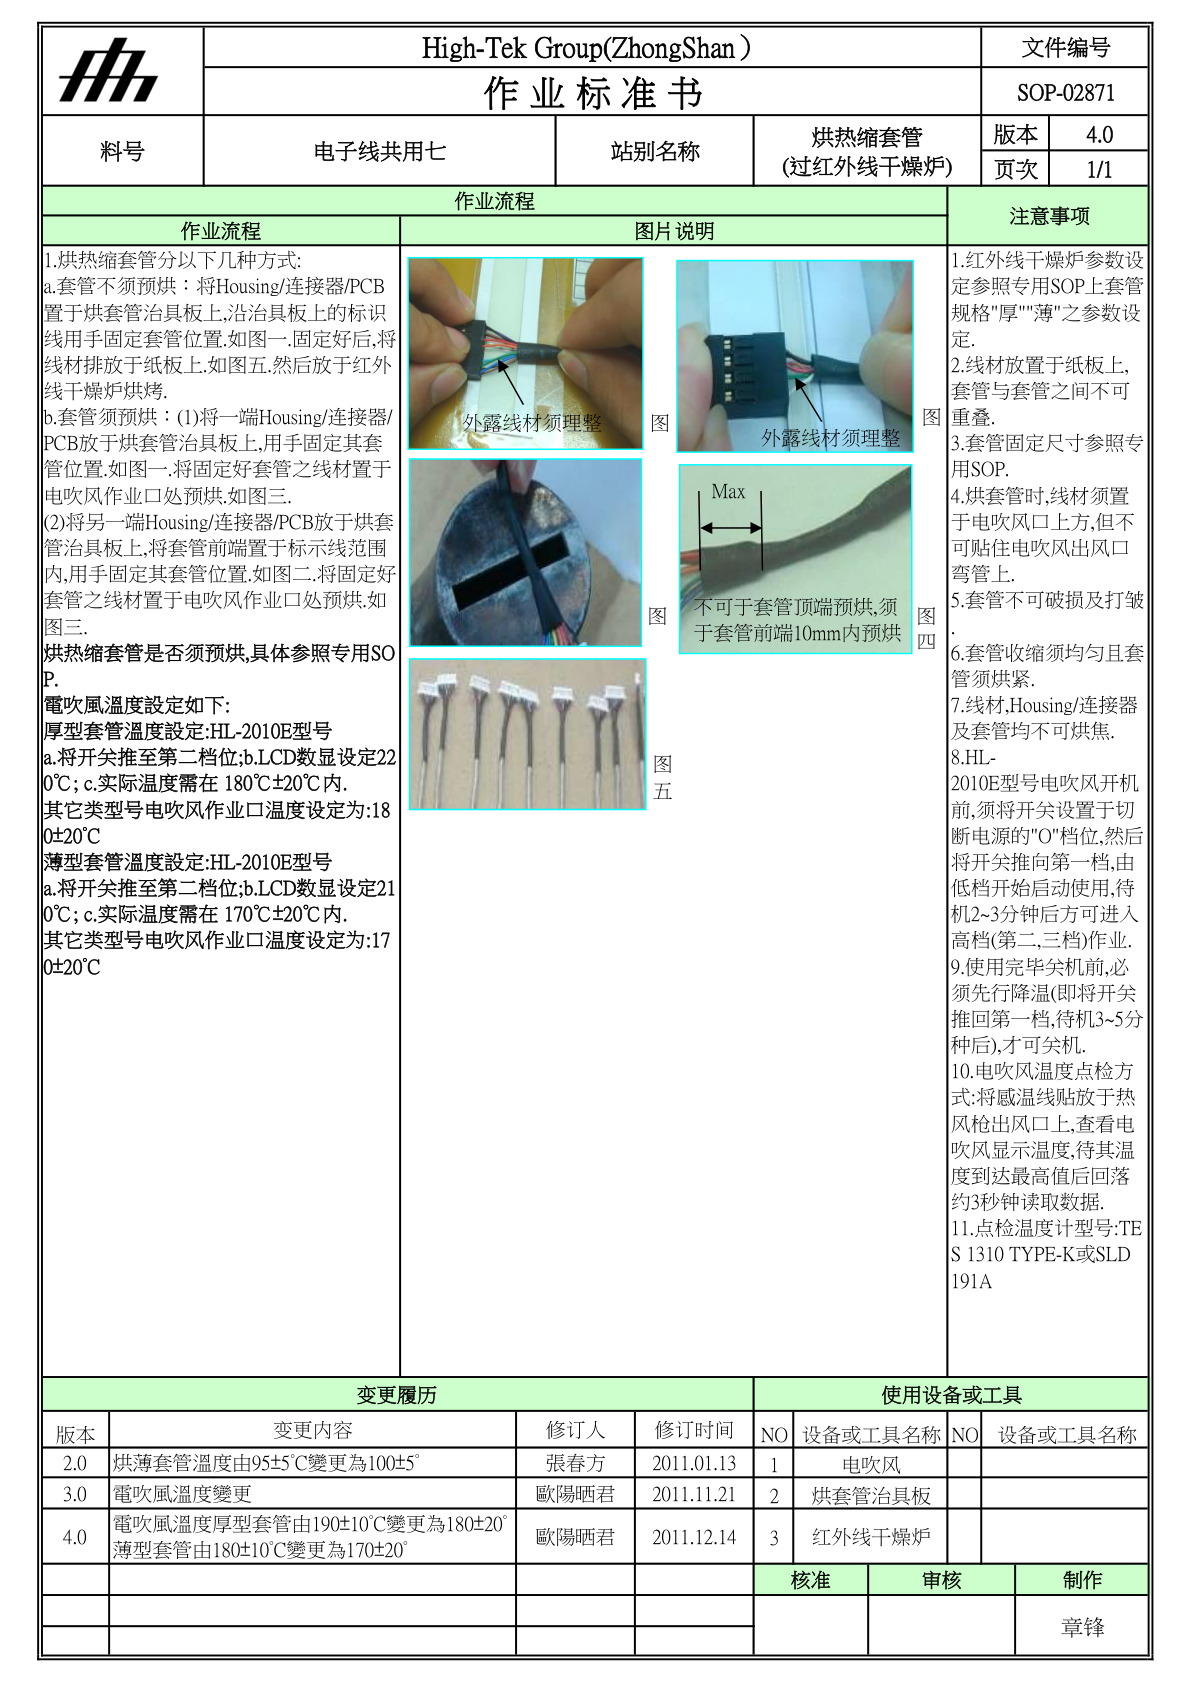 High-Tek Group(ZhongShan）
文件编号
作业标准书
SOP-02871
料号
电子线共用七
站别名称
烘热缩套管
(过红外线干燥炉)
版本
4.0
页次
1/1
作业流程
注意事项
作业流程
图片说明
1.烘热缩套管分以下几种方式:
a.套管不须预烘：将Housing/连接器/PCB
置于烘套管治具板上,沿治具板上的标识
线用手固定套管位置.如图一.固定好后,将
线材排放于纸板上.如图五.然后放于红外
线干燥炉烘烤.
b.套管须预烘：(1)将一端Housing/连接器/
PCB放于烘套管治具板上,用手固定其套
管位置.如图一.将固定好套管之线材置于
电吹风作业口处预烘.如图三.
(2)将另一端Housing/连接器/PCB放于烘套
管治具板上,将套管前端置于标示线范围
内,用手固定其套管位置.如图二.将固定好
套管之线材置于电吹风作业口处预烘.如
图三.
烘热缩套管是否须预烘,具体参照专用SO
P.
電吹風溫度設定如下:
厚型套管溫度設定:HL-2010E型号
a.将开关推至第二档位;b.LCD数显设定22
0℃; c.实际温度需在 180℃±20℃内.
其它类型号电吹风作业口温度设定为:18
0±20℃
薄型套管溫度設定:HL-2010E型号
a.将开关推至第二档位;b.LCD数显设定21
0℃; c.实际温度需在 170℃±20℃内.
其它类型号电吹风作业口温度设定为:17
0±20℃
外露线材须理整
图
外露线材须理整
图
图
Max
不可于套管顶端预烘,须
于套管前端10mm内预烘
图
四
图
五
1.红外线干燥炉参数设
定参照专用SOP上套管
规格"厚""薄"之参数设
定.
2.线材放置于纸板上,
套管与套管之间不可
重叠.
3.套管固定尺寸参照专
用SOP.
4.烘套管时,线材须置
于电吹风口上方,但不
可贴住电吹风出风口
弯管上.
5.套管不可破损及打皱
.
6.套管收缩须均匀且套
管须烘紧.
7.线材,Housing/连接器
及套管均不可烘焦.
8.HL-
2010E型号电吹风开机
前,须将开关设置于切
断电源的"O"档位,然后
将开关推向第一档,由
低档开始启动使用,待
机2~3分钟后方可进入
高档(第二,三档)作业.
9.使用完毕关机前,必
须先行降温(即将开关
推回第一档,待机3~5分
种后),才可关机.
10.电吹风温度点检方
式:将感温线贴放于热
风枪出风口上,查看电
吹风显示温度,待其温
度到达最高值后回落
约3秒钟读取数据.
11.点检温度计型号:TE
S 1310 TYPE-K或SLD
191A
变更履历
使用设备或工具
版本
变更内容
修订人
修订时间
NO
设备或工具名称
NO
设备或工具名称
2.0
烘薄套管溫度由95±5℃變更為100±5°
張春方
2011.01.13
1
电吹风
3.0
電吹風溫度變更
歐陽晒君
2011.11.21
2
烘套管治具板
4.0
電吹風溫度厚型套管由190±10℃變更為180±20°
薄型套管由180±10℃變更為170±20°
歐陽晒君
2011.12.14
3
红外线干燥炉
核准
审核
制作
章锋